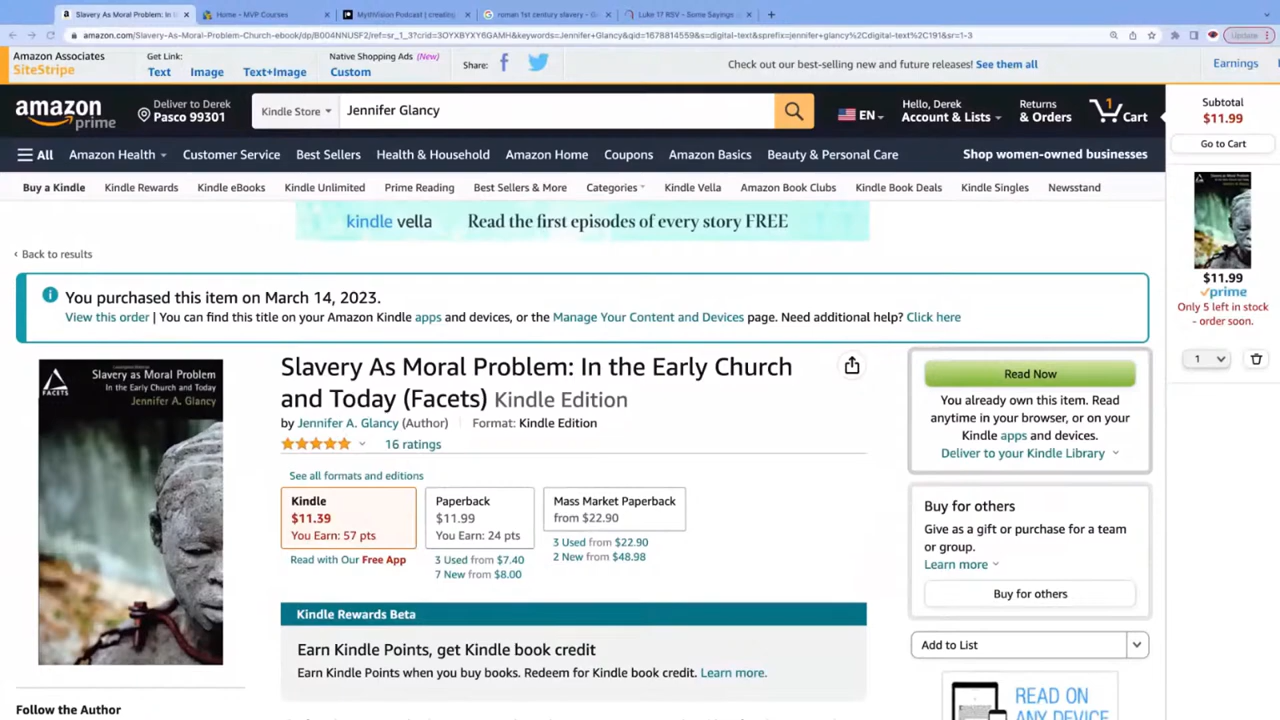 Slavery As Moral Problem: In t
Home - MVP Courses
MythVision Podcast | creating
roman 1st century slavery - G
Luke 17 RSV - Some Sayings
amazon.com/Slavery-As-Moral-Problem-Church-ebook/dp/B004NNUSF2/ref=sr_1_3?crid=3OYXBYXY6GAMH&keywords=Jennifer+Glancy&qid=1678814559&s=digital-text&sprefix=jennifer+glancy%2Cdigital-text%2C191&sr=1-3
Update
Amazon Associates
SiteStripe
Get Link:
Text Image Text+Image
Native Shopping Ads (New)
Custom
Share:
Check out our best-selling new and future releases! See them all
Earnings
amazon prime
Deliver to Derek
Pasco 99301
Kindle Store
Jennifer Glancy
EN
Hello, Derek
Account & Lists
Returns
& Orders
1
Cart
All Amazon Health Customer Service Best Sellers Health & Household Amazon Home Coupons Amazon Basics Beauty & Personal Care Shop women-owned businesses
Buy a Kindle Kindle Rewards Kindle eBooks Kindle Unlimited Prime Reading Best Sellers & More Categories Kindle Vella Amazon Book Clubs Kindle Book Deals Kindle Singles Newsstand
kindle vella Read the first episodes of every story FREE
‹ Back to results
You purchased this item on March 14, 2023.
View this order | You can find this title on your Amazon Kindle apps and devices, or the Manage Your Content and Devices page. Need additional help? Click here
FACETS
Slavery as Moral Problem
In the Early Church and Today
Jennifer A. Glancy
Follow the Author
Slavery As Moral Problem: In the Early Church
and Today (Facets) Kindle Edition
by Jennifer A. Glancy (Author) Format: Kindle Edition
16 ratings
See all formats and editions
Kindle
$11.39
You Earn: 57 pts
Read with Our Free App
Paperback
$11.99
You Earn: 24 pts
3 Used from $7.40
7 New from $8.00
Mass Market Paperback
from $22.90
3 Used from $22.90
2 New from $48.98
Kindle Rewards Beta
Earn Kindle Points, get Kindle book credit
Earn Kindle Points when you buy books. Redeem for Kindle book credit. Learn more.
Read Now
You already own this item. Read
anytime in your browser, or on your
Kindle apps and devices.
Deliver to your Kindle Library
Buy for others
Give as a gift or purchase for a team
or group.
Learn more
Buy for others
Add to List
READ ON
ANY DEVICE
Subtotal
$11.99
Go to Cart
$11.99
prime
Only 5 left in stock
- order soon.
1